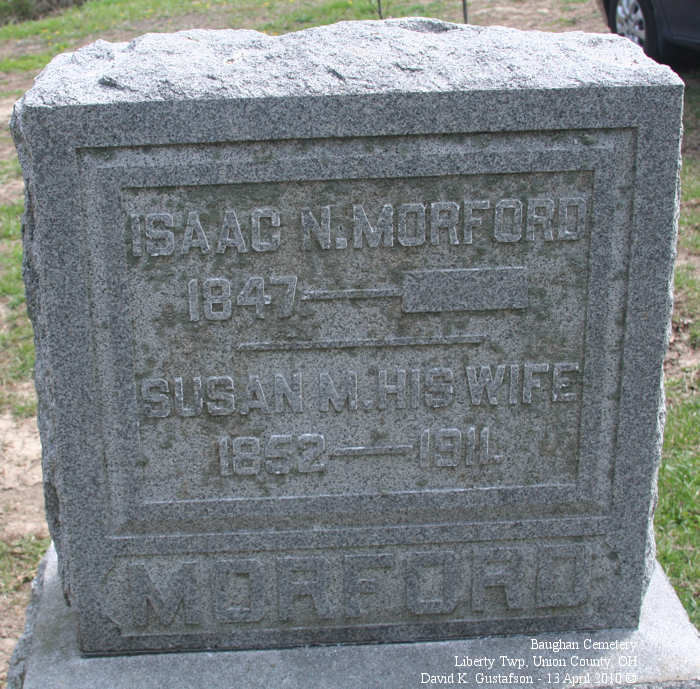 ISAAC N. MORFORD
1847
SUSAN M. HIS WIFE
1852 — 1911
MORFORD
Baughan Cemetery
Liberty Twp, Union County, OH
David K. Gustafson - 13 April 2010 ©